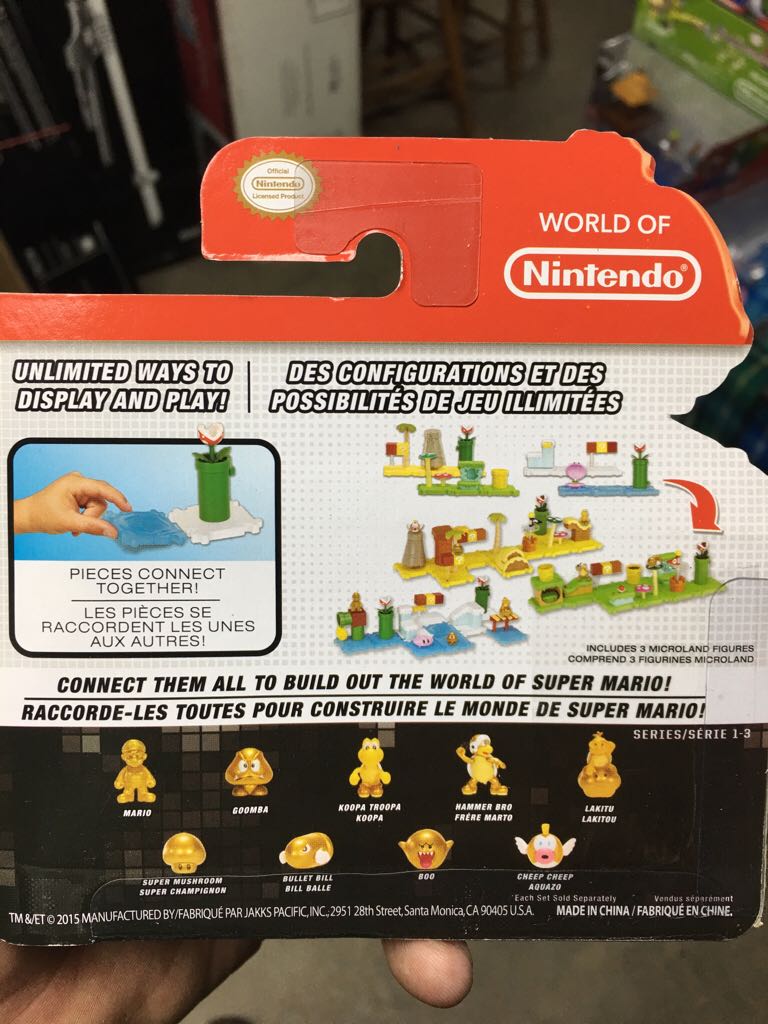 Official
Nintendo
Licensed Product
WORLD OF
Nintendo®
UNLIMITED WAYS TO
DISPLAY AND PLAY!
DES CONFIGURATIONS ET DES
POSSIBILITÉS DE JEU ILLIMITÉES
PIECES CONNECT
TOGETHER!
LES PIÈCES SE
RACCORDENT LES UNES
AUX AUTRES!
INCLUDES 3 MICROLAND FIGURES
COMPREND 3 FIGURINES MICROLAND
CONNECT THEM ALL TO BUILD OUT THE WORLD OF SUPER MARIO!
RACCORDE-LES TOUTES POUR CONSTRUIRE LE MONDE DE SUPER MARIO!
SERIES/SÉRIE 1-3
MARIO
GOOMBA
KOOPA TROOPA
KOOPA
HAMMER BRO
FRÉRE MARTO
LAKITU
LAKITOU
SUPER MUSHROOM
SUPER CHAMPIGNON
BULLET BILL
BILL BALLE
BOO
CHEEP CHEEP
AQUAZO
Each Set Sold Separately
Vendus séparément
TM &/ET © 2015 MANUFACTURED BY/FABRIQUÉ PAR JAKKS PACIFIC, INC., 2951 28th Street, Santa Monica, CA 90405 U.S.A.
MADE IN CHINA / FABRIQUÉ EN CHINE.